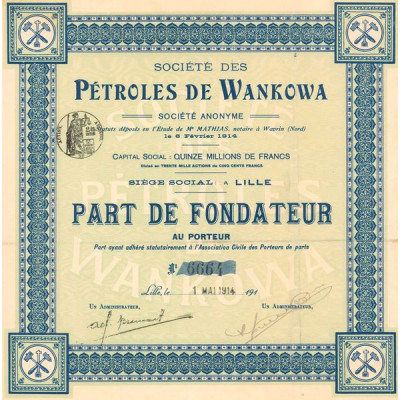 SOCIÉTÉ DES
PÉTROLES DE WANKOWA
SOCIÉTÉ ANONYME
Statuts déposés en l'Étude de Me MATHIAS, notaire à Wavrin (Nord)
le 6 Février 1914
CAPITAL SOCIAL : QUINZE MILLIONS DE FRANCS
Divisé en TRENTE MILLE ACTIONS de CINQ CENTS FRANCS
SIEGE SOCIAL A LILLE
PART DE FONDATEUR
AU PORTEUR
Part ayant adhéré statutairement à l'Association Civile des Porteurs de parts
No 6664
Lille, le 1 MAI 1914 191
UN ADMINISTRATEUR, UN ADMINISTRATEUR,